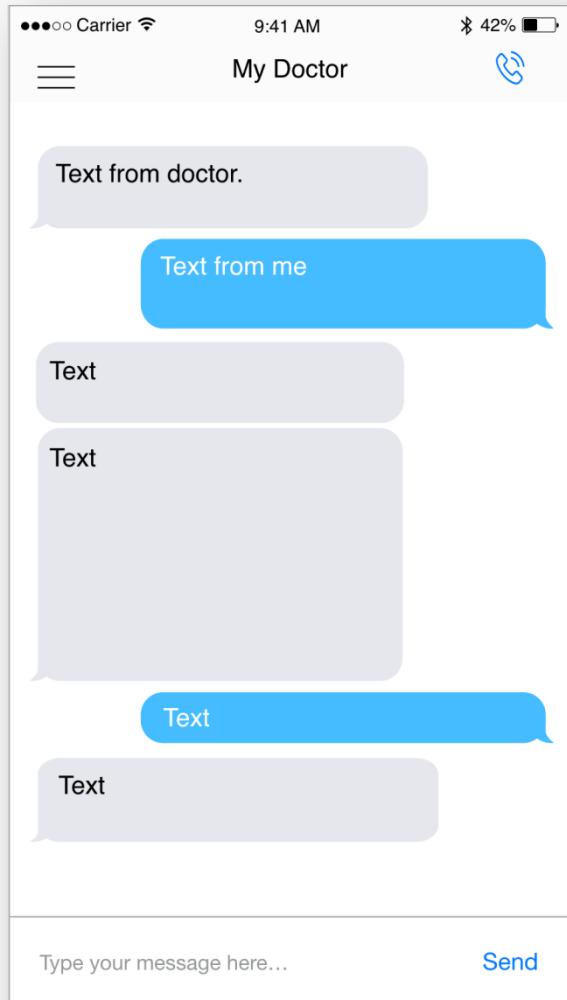 Carrier 9:41 AM 42%
My Doctor
Text from doctor.
Text from me
Text
Text
Text
Text
Type your message here... Send